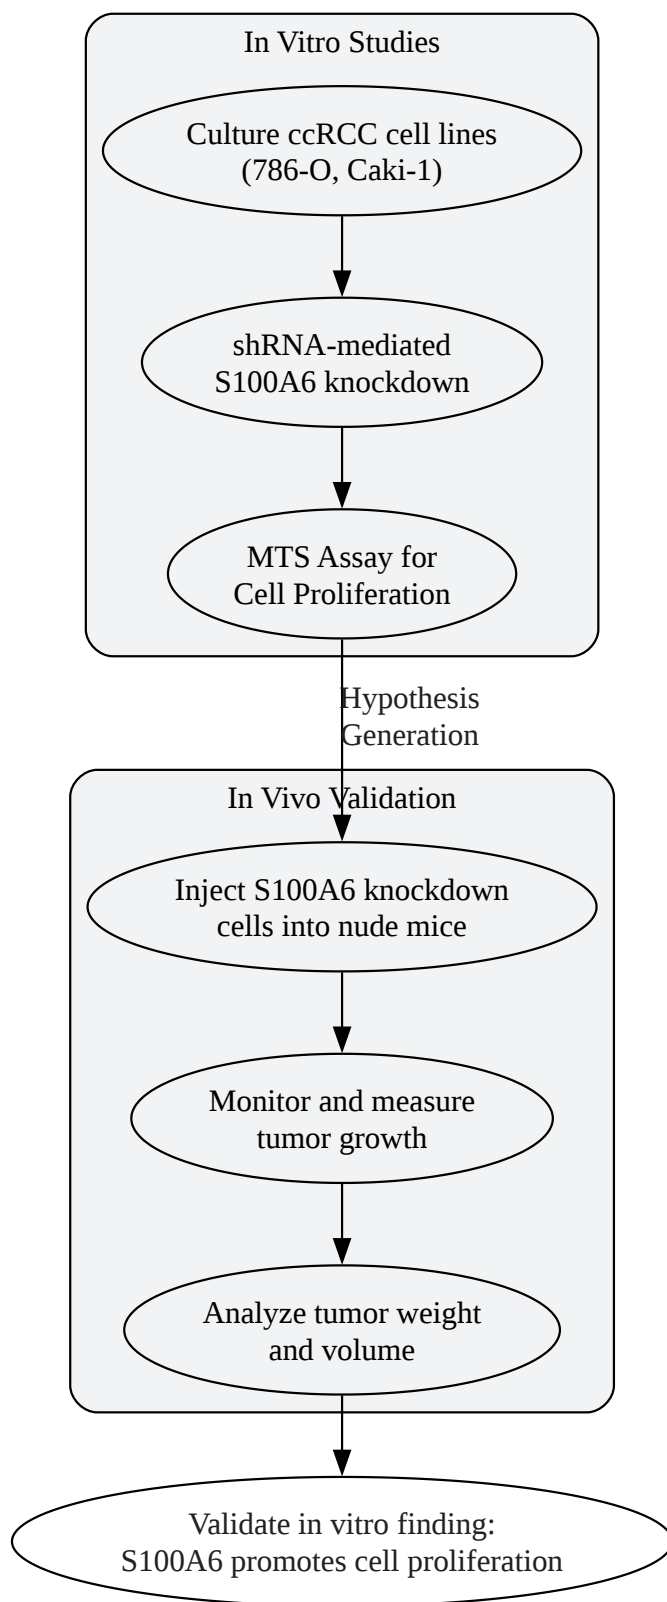 In Vitro Studies
Culture ccRCC cell lines
(786-O, Caki-1)
shRNA-mediated
S100A6 knockdown
MTS Assay for
Cell Proliferation
Hypothesis
Generation
In Vivo Validation
Inject S100A6 knockdown
cells into nude mice
Monitor and measure
tumor growth
Analyze tumor weight
and volume
Validate in vitro finding:
S100A6 promotes cell proliferation